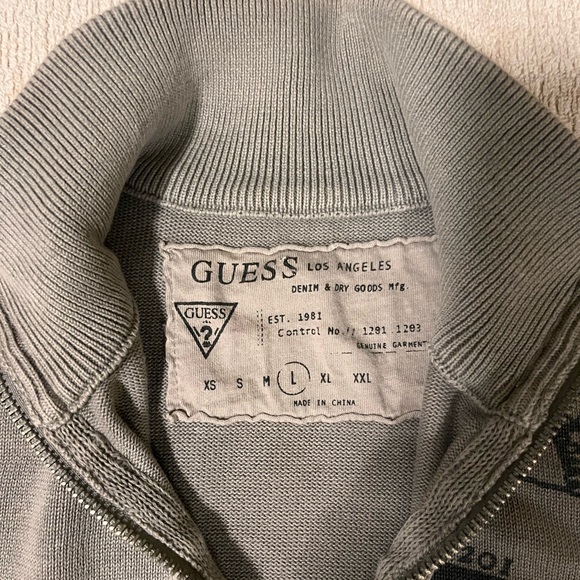 GUESS LOS ANGELES
DENIM & DRY GOODS Mfg.
GUESS
?
EST. 1981
Control No.// 1281 1283
GENUINE GARMENT
XS S M L XL XXL
MADE IN CHINA
201